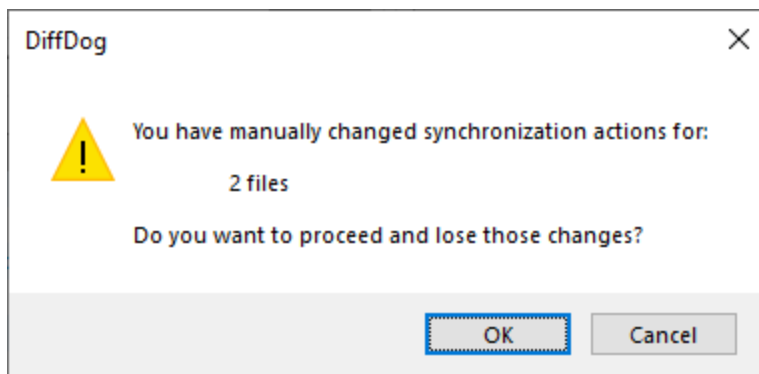 DiffDog
You have manually changed synchronization actions for:
2 files
Do you want to proceed and lose those changes?
OK
Cancel